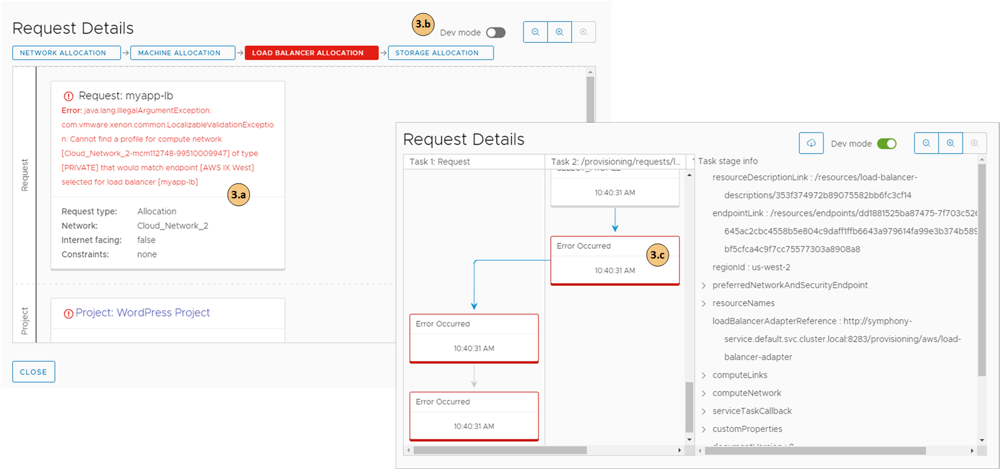 Request Details
3.b
Dev mode
NETWORK ALLOCATION
MACHINE ALLOCATION
LOAD BALANCER ALLOCATION
STORAGE ALLOCATION
Request
Request: myapp-lb
Error: java.lang.IllegalArgumentException:
com.vmware.xenon.common.LocalizableValidationExceptio
n: Cannot find a profile for compute network
[Cloud_Network_2-mcm112748-99510009947] of type
[PRIVATE] that would match endpoint [AWS IX West]
selected for load balancer [myapp-lb]
3.a
Request type: Allocation
Network: Cloud_Network_2
Internet facing: false
Constraints: none
Project
Project: WordPress Project
CLOSE
Request Details
Dev mode
Task 1: Request
Task 2: /provisioning/requests/l...
SELECT_PROFILE
10:40:31 AM
Error Occurred
3.c
10:40:31 AM
Error Occurred
10:40:31 AM
Error Occurred
10:40:31 AM
Task stage info
resourceDescriptionLink : /resources/load-balancer-
descriptions/353f374972b89075582bb6fc3cf14
endpointLink : /resources/endpoints/dd1881525ba87475-7f703c526
645ac2cbc4558b5e804c9daff1ffb6643a979614fa99e3b374b589
bf5cfca4c9f7cc75577303a8908a8
regionId : us-west-2
preferredNetworkAndSecurityEndpoint
resourceNames
loadBalancerAdapterReference : http://symphony-
service.default.svc.cluster.local:8283/provisioning/aws/load-
balancer-adapter
computeLinks
computeNetwork
serviceTaskCallback
customProperties